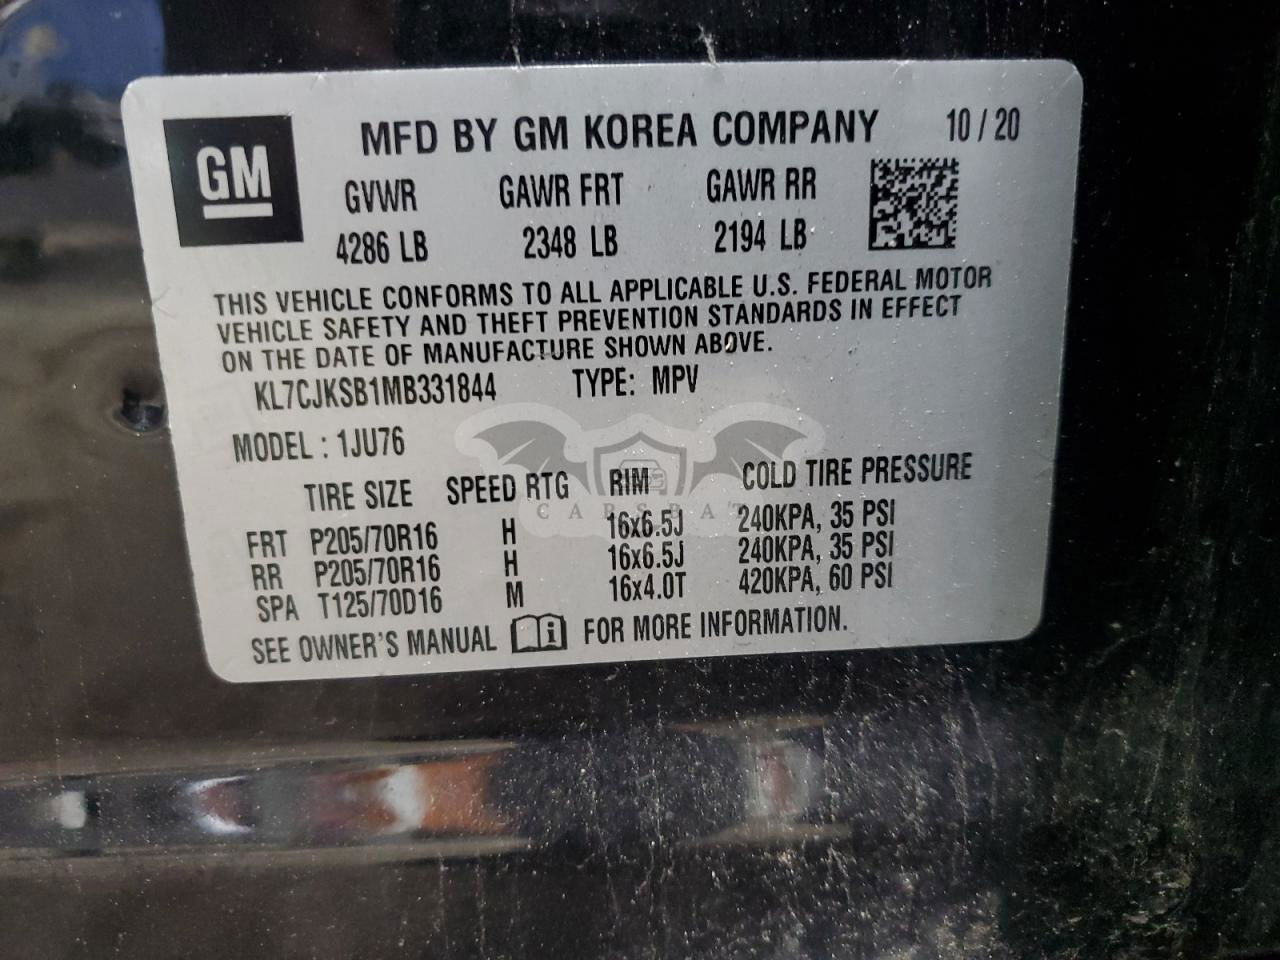 GM
MFD BY GM KOREA COMPANY 10 / 20
GVWR GAWR FRT GAWR RR
4286 LB 2348 LB 2194 LB
THIS VEHICLE CONFORMS TO ALL APPLICABLE U.S. FEDERAL MOTOR
VEHICLE SAFETY AND THEFT PREVENTION STANDARDS IN EFFECT
ON THE DATE OF MANUFACTURE SHOWN ABOVE.
KL7CJKSB1MB331844 TYPE: MPV
MODEL : 1JU76
TIRE SIZE SPEED RTG RIM COLD TIRE PRESSURE
CARSBAT
FRT P205/70R16 H 16x6.5J 240KPA, 35 PSI
RR P205/70R16 H 16x6.5J 240KPA, 35 PSI
SPA T125/70D16 M 16x4.0T 420KPA, 60 PSI
SEE OWNER'S MANUAL FOR MORE INFORMATION.